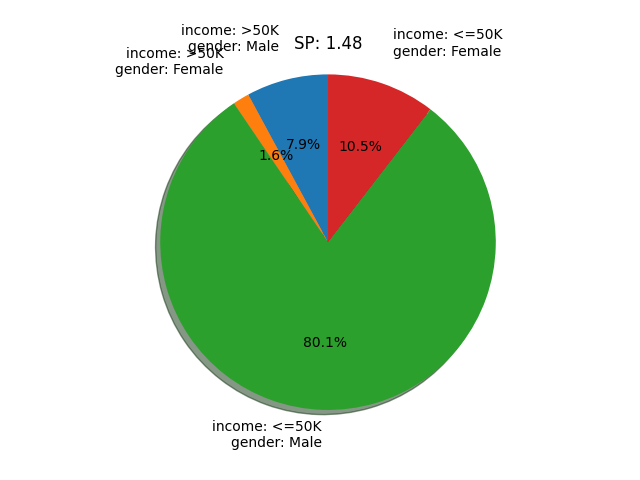 income: >50K
gender: Male
SP: 1.48
income: <=50K
gender: Female
income: >50K
gender: Female
7.9%
10.5%
1.6%
80.1%
income: <=50K
gender: Male